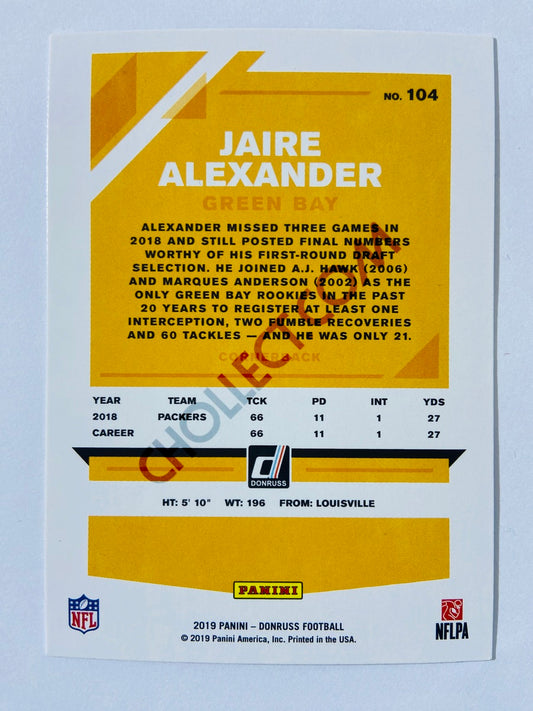 NO. 104
JAIRE
ALEXANDER
GREEN BAY
ALEXANDER MISSED THREE GAMES IN
2018 AND STILL POSTED FINAL NUMBERS
WORTHY OF HIS FIRST-ROUND DRAFT
SELECTION. HE JOINED A.J. HAWK (2006)
AND MARQUES ANDERSON (2002) AS THE
ONLY GREEN BAY ROOKIES IN THE PAST
20 YEARS TO REGISTER AT LEAST ONE
INTERCEPTION, TWO FUMBLE RECOVERIES
AND 60 TACKLES — AND HE WAS ONLY 21.
CORNERBACK
CHOLLECT.COM
YEAR TEAM TCK PD INT YDS
2018 PACKERS 66 11 1 27
CAREER 66 11 1 27
DONRUSS
HT: 5' 10" WT: 196 FROM: LOUISVILLE
PANINI
NFL
NFLPA
2019 PANINI – DONRUSS FOOTBALL
© 2019 Panini America, Inc. Printed in the USA.